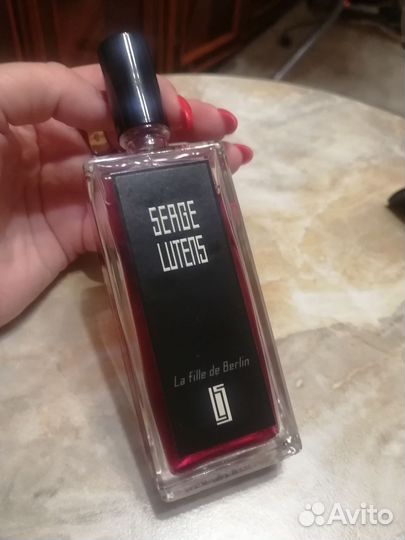 SERGE
LUTENS
La fille de Berlin
Avito